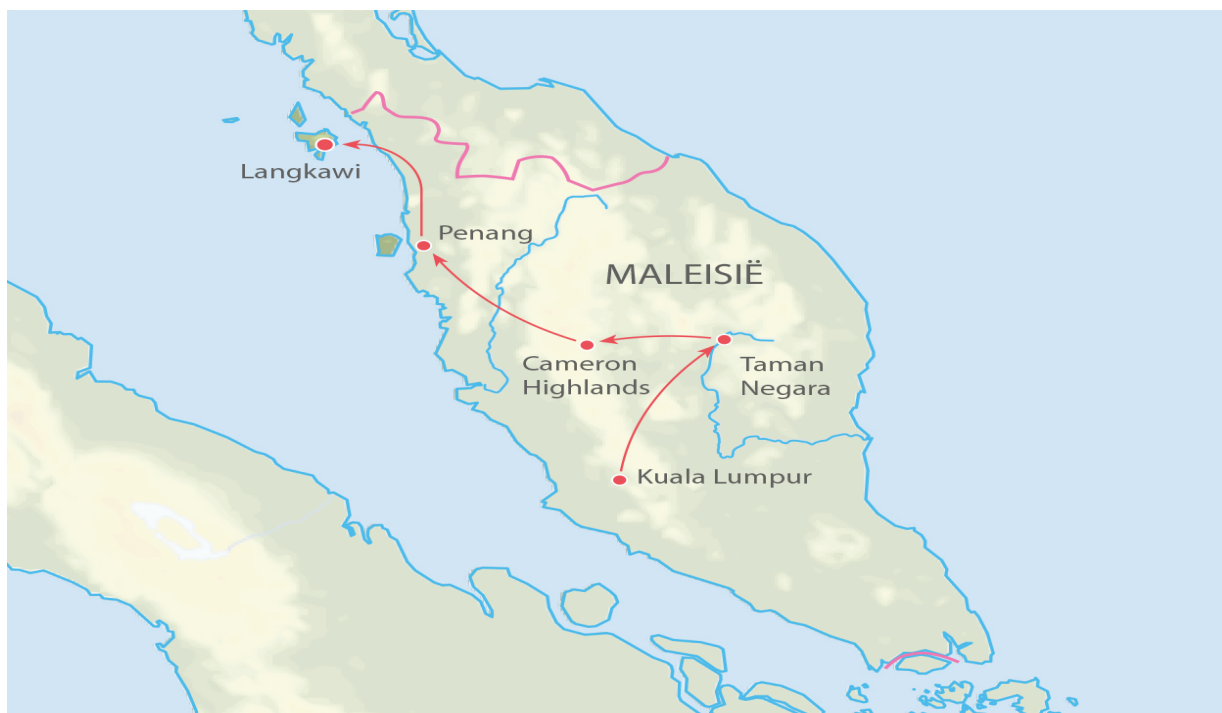 Langkawi
Penang
MALEISIË
Cameron
Highlands
Taman
Negara
Kuala Lumpur